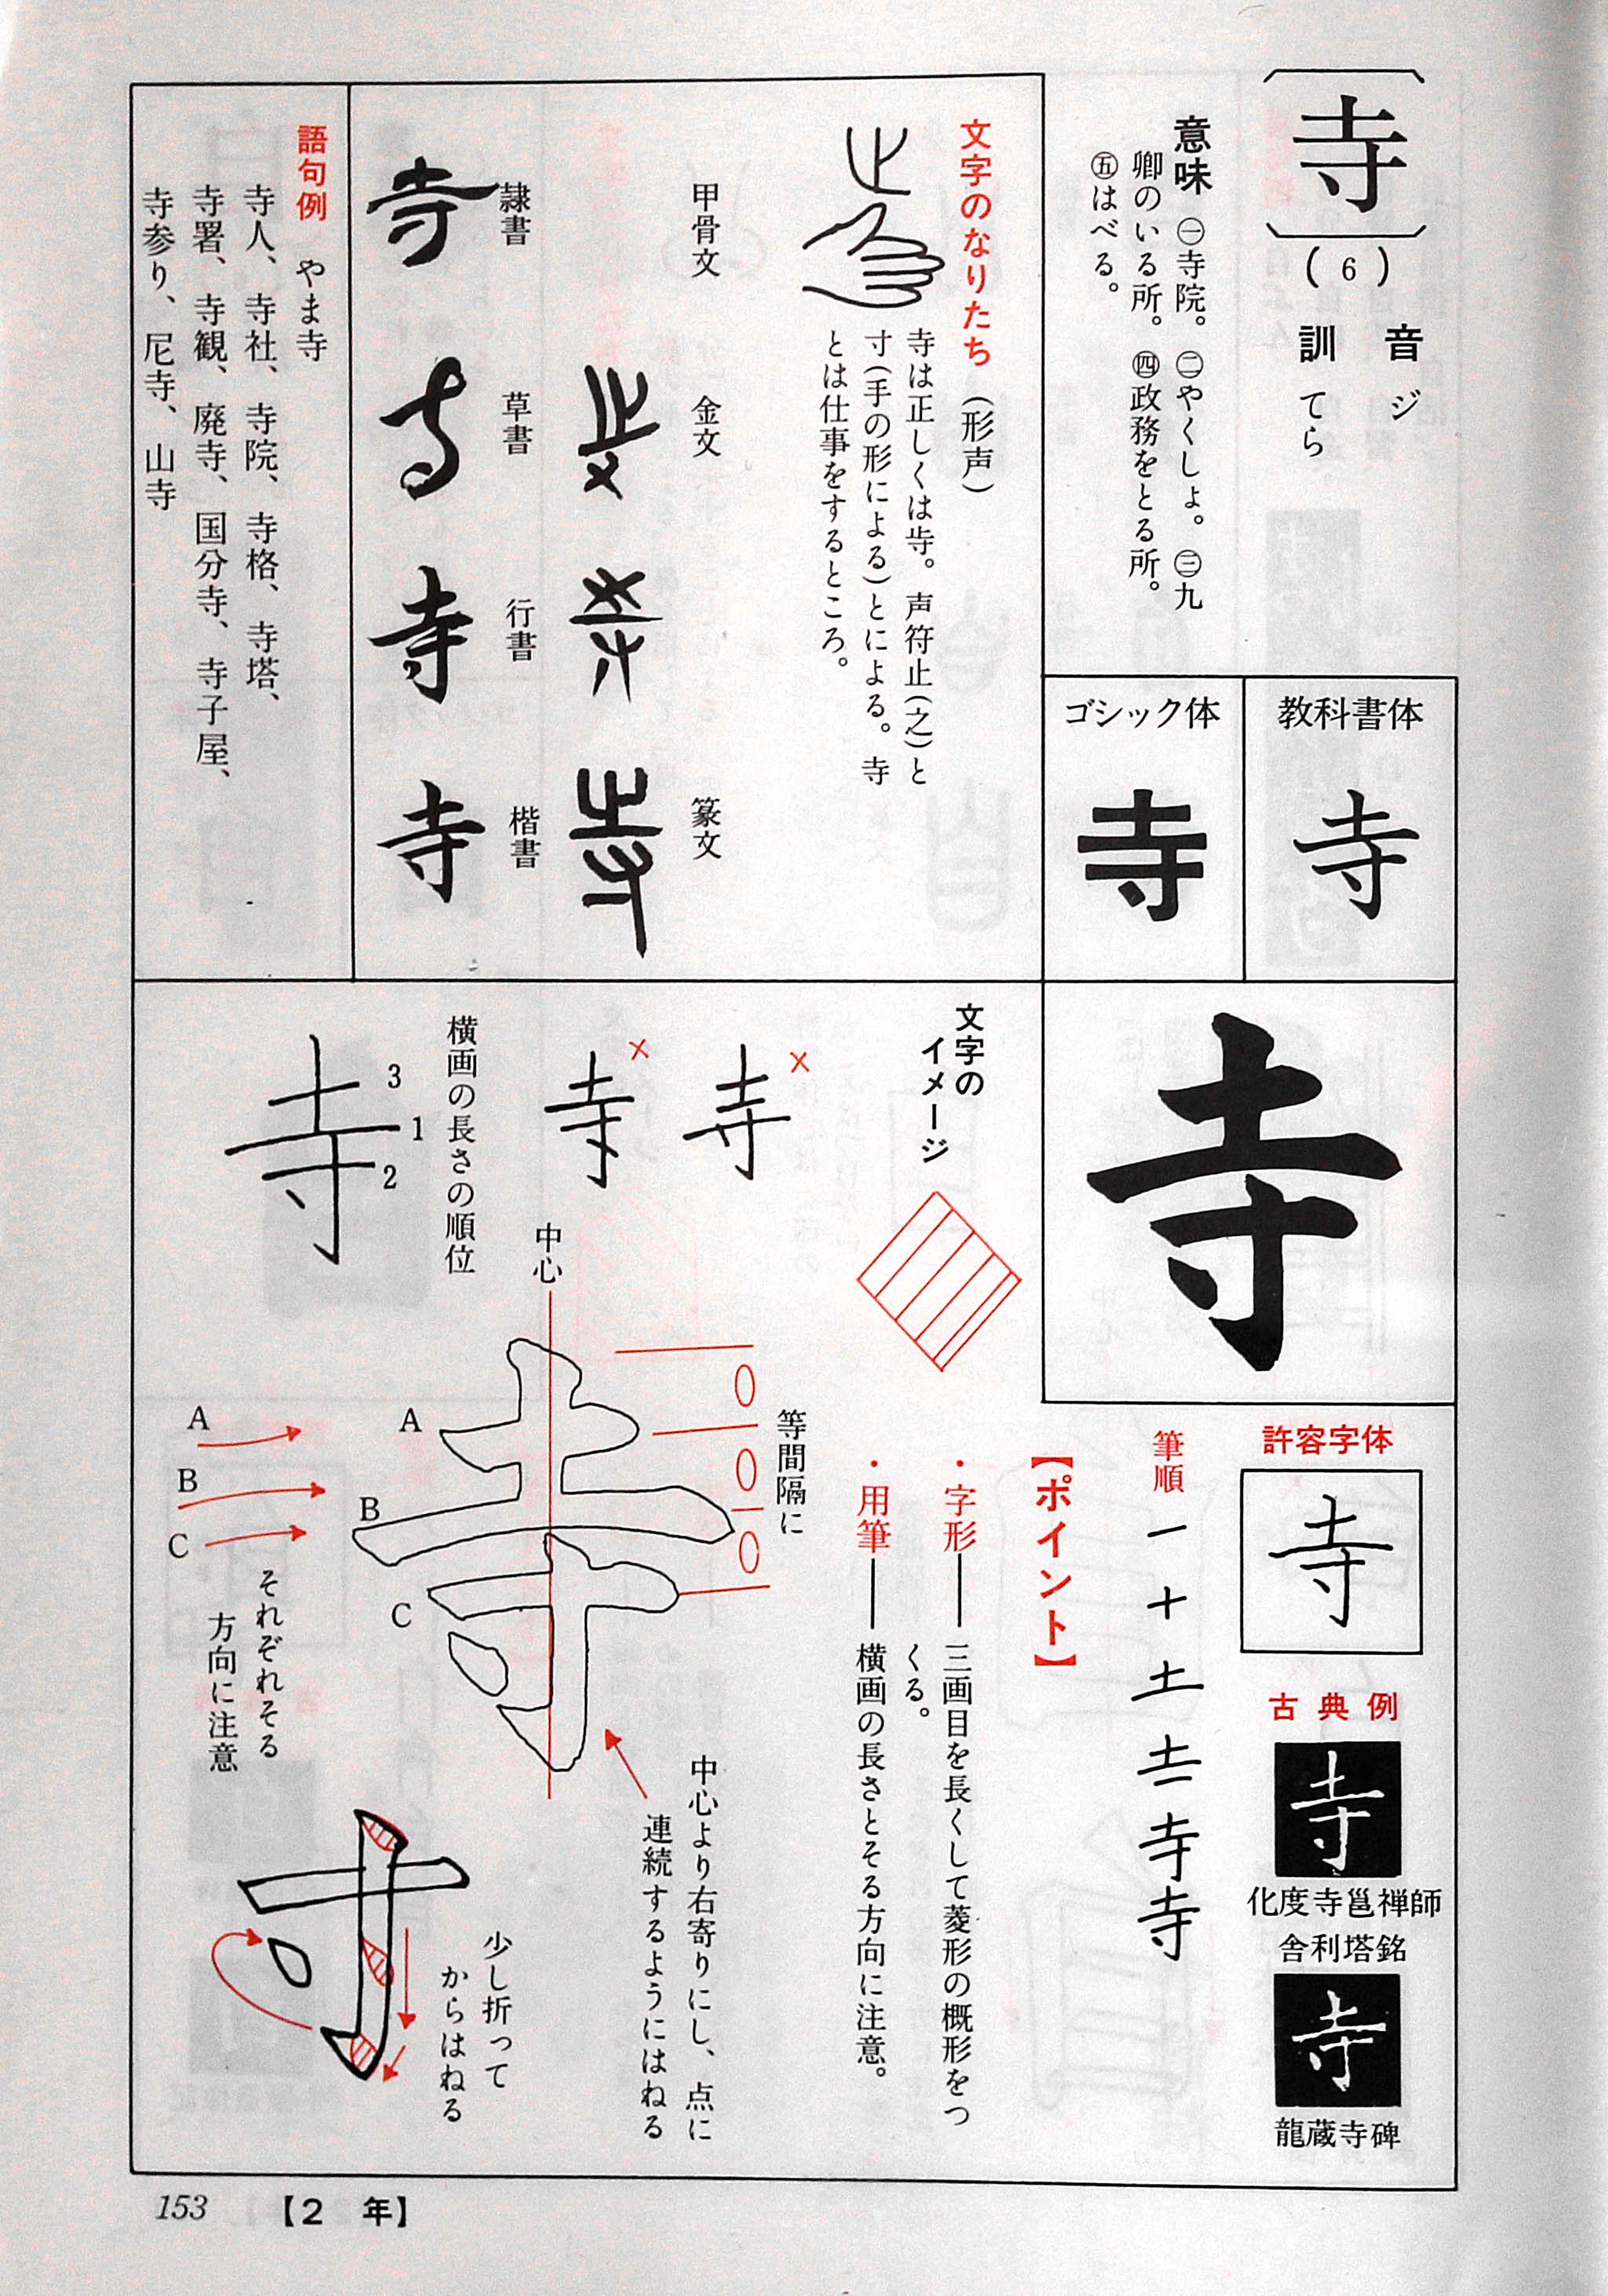 寺
(6)
音 ジ
訓 てら
意味 ㊀寺院。㊁やくしょ。㊂九
卿のいる所。㊃政務をとる所。
㊄はべる。
教科書体
寺
ゴシック体
寺
文字のなりたち(形声)
寺は正しくは㞢。声符止(之)と
寸(手の形による)とによる。寺
とは仕事をするところ。
甲骨文
金文
篆文
隷書
寺
草書
寺
行書
寺
楷書
寺
語句例 やま寺
寺人、寺社、寺院、寺格、寺塔、
寺署、寺観、廃寺、国分寺、寺子屋、
寺参り、尼寺、山寺
寺
許容字体
寺
古典例
寺
化度寺邕禅師
舎利塔銘
寺
龍蔵寺碑
筆順 一 十 土 寺 寺
【ポイント】
・字形——三画目を長くして菱形の概形をつ
くる。
・用筆——横画の長さとそる方向に注意。
文字の
イメージ
×
寺
×
寺
横画の長さの順位
寺
3
1
2
中心
等間隔に
0
0
0
A
B
C
A
B
C
それぞれそる
方向に注意
中心より右寄りにし、点に
連続するようにはねる
少し折って
からはねる
153 【2 年】